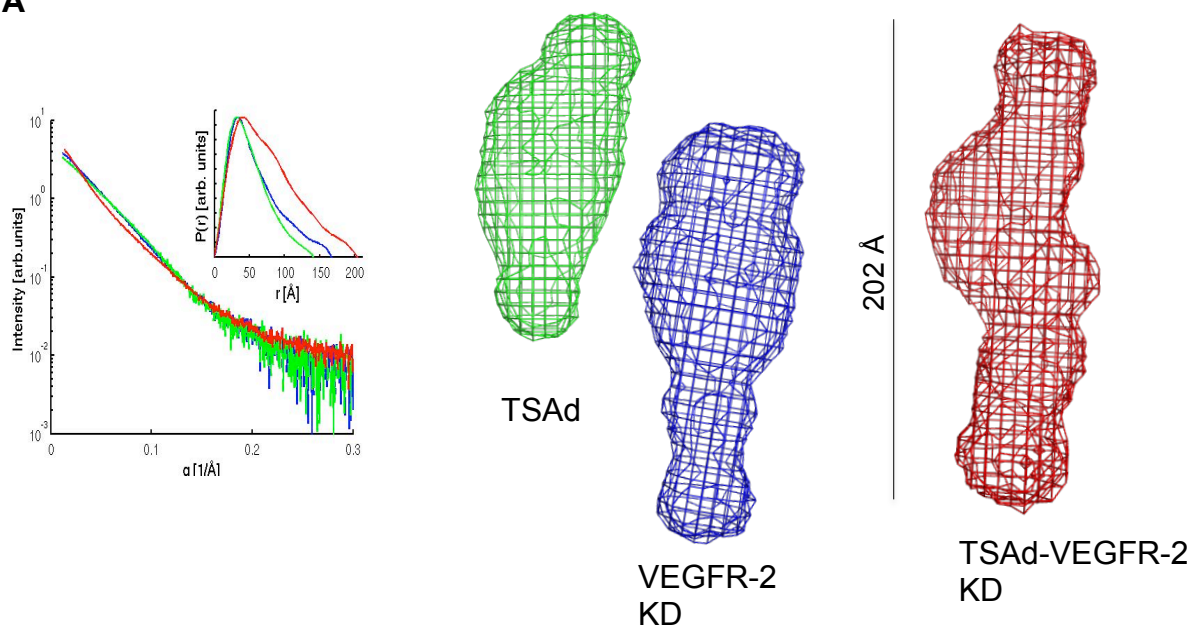 A
P(r) [arb. units]
0 50 100 150 200
r [Å]
Intensity [arb.units]
10^1
10^0
10^-1
10^-2
10^-3
0 0.1 0.2 0.3
q [1/Å]
TSAd
VEGFR-2
KD
202 Å
TSAd-VEGFR-2
KD